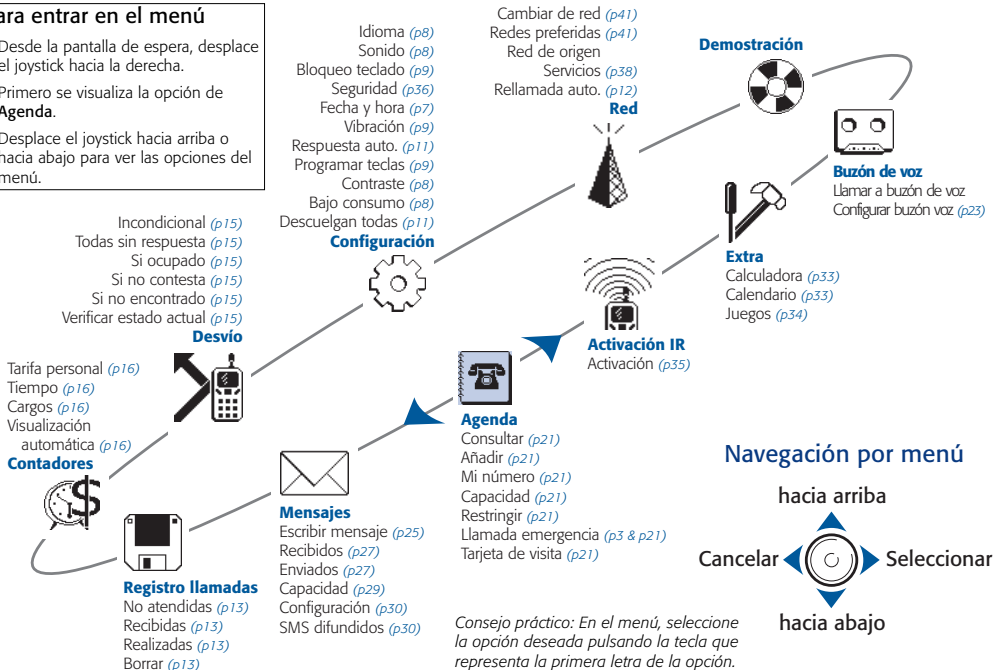 ara entrar en el menú
Desde la pantalla de espera, desplace
el joystick hacia la derecha.
Primero se visualiza la opción de
Agenda.
Desplace el joystick hacia arriba o
hacia abajo para ver las opciones del
menú.
Idioma (p8)
Sonido (p8)
Bloqueo teclado (p9)
Seguridad (p36)
Fecha y hora (p7)
Vibración (p9)
Respuesta auto. (p11)
Programar teclas (p9)
Contraste (p8)
Bajo consumo (p8)
Descuelgan todas (p11)
Configuración
Cambiar de red (p41)
Redes preferidas (p41)
Red de origen
Servicios (p38)
Rellamada auto. (p12)
Red
Demostración
Buzón de voz
Llamar a buzón de voz
Configurar buzón voz (p23)
Extra
Calculadora (p33)
Calendario (p33)
Juegos (p34)
Activación IR
Activación (p35)
Incondicional (p15)
Todas sin respuesta (p15)
Si ocupado (p15)
Si no contesta (p15)
Si no encontrado (p15)
Verificar estado actual (p15)
Desvío
Tarifa personal (p16)
Tiempo (p16)
Cargos (p16)
Visualización
automática (p16)
Contadores
Registro llamadas
No atendidas (p13)
Recibidas (p13)
Realizadas (p13)
Borrar (p13)
Mensajes
Escribir mensaje (p25)
Recibidos (p27)
Enviados (p27)
Capacidad (p29)
Configuración (p30)
SMS difundidos (p30)
Agenda
Consultar (p21)
Añadir (p21)
Mi número (p21)
Capacidad (p21)
Restringir (p21)
Llamada emergencia (p3 & p21)
Tarjeta de visita (p21)
Navegación por menú
hacia arriba
Cancelar
Seleccionar
hacia abajo
Consejo práctico: En el menú, seleccione
la opción deseada pulsando la tecla que
representa la primera letra de la opción.